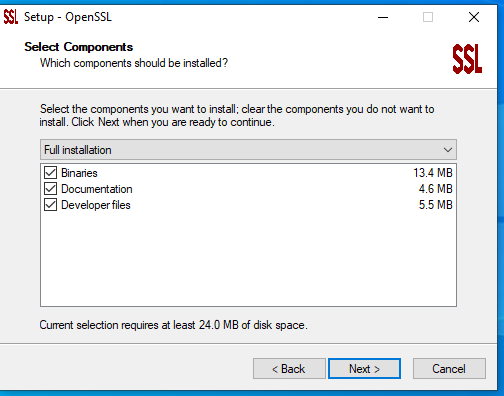 SSL Setup - OpenSSL
Select Components
Which components should be installed?
SSL
Select the components you want to install; clear the components you do not want to
install. Click Next when you are ready to continue.
Full installation
Binaries 13.4 MB
Documentation 4.6 MB
Developer files 5.5 MB
Current selection requires at least 24.0 MB of disk space.
< Back Next > Cancel